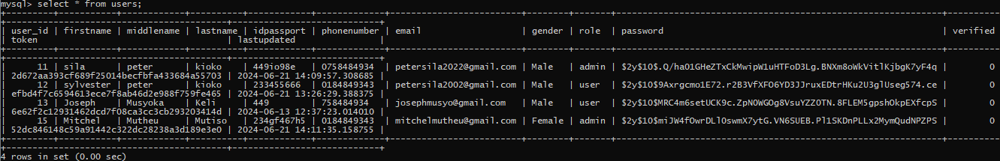 mysql> select * from users;
| user_id | firstname | middlename | lastname | idpassport | phonenumber | email | gender | role | password | verified
| token | lastupdated |
| 11 | sila | peter | kioko | 449io98e | 0758484934 | petersila2022@gmail.com | Male | admin | $2y$10$.Q/haO1GHeZTxCkMwipW1uHTFoD3Lg.BNXm8oWkVitlKjbgK7yF4q | 0
| 2d672aa393cf689f25014becfbfa433684a55703 | 2024-06-21 14:09:57.308685 |
| 12 | sylvester | peter | kioko | 233455666 | 0184849343 | petersila2002@gmail.com | Male | user | $2y$10$9Axrgcmo1E72.r2B3VfXFO6YD3JJruxEDtrHKu2U3glUseg574.ce | 0
| efbd4f7c6594613ece7f8ab46d2e988f759fe465 | 2024-06-21 13:26:29.388375 |
| 13 | Joseph | Musyoka | Keli | 449 | 758484934 | josephmusyo@gmail.com | Male | user | $2y$10$MRC4m6setUCK9c.ZpNOWGOg8VsuYZZOTN.8FLEM5gpshOkpEXfcpS | 0
| 6e62f2c12931462dcd7f08ca3cc3cb293203414d | 2024-06-13 12:37:23.014010 |
| 15 | Mitchel | Mutheu | Mutiso | 234gf467h5 | 0184849343 | mitchelmutheu@gmail.com | Female | admin | $2y$10$miJW4fOwrDLlOswmX7ytG.VN6SUEB.Pl1SKDnPLLx2MymQudNPZPS | 0
| 52dc846148c59a91442c322dc28238a3d189e3e0 | 2024-06-21 14:11:35.158755 |
4 rows in set (0.00 sec)